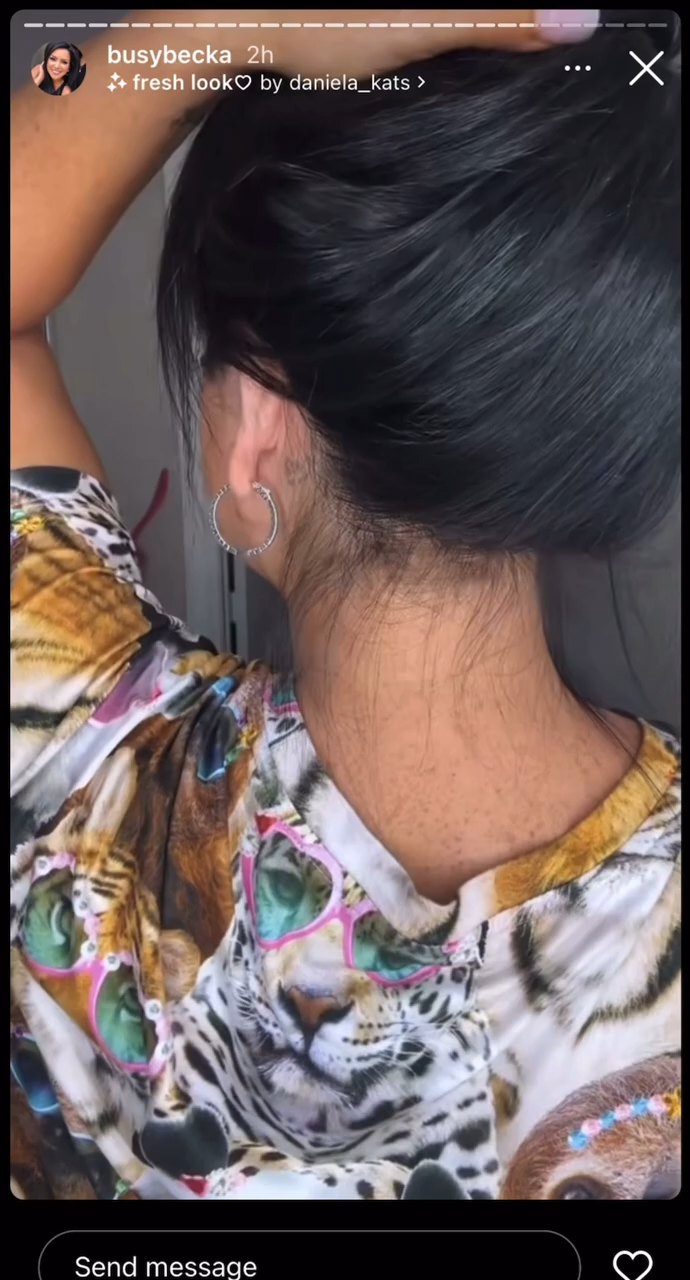 busybecka 2h
✨ fresh look♡ by daniela_kats >
Send message